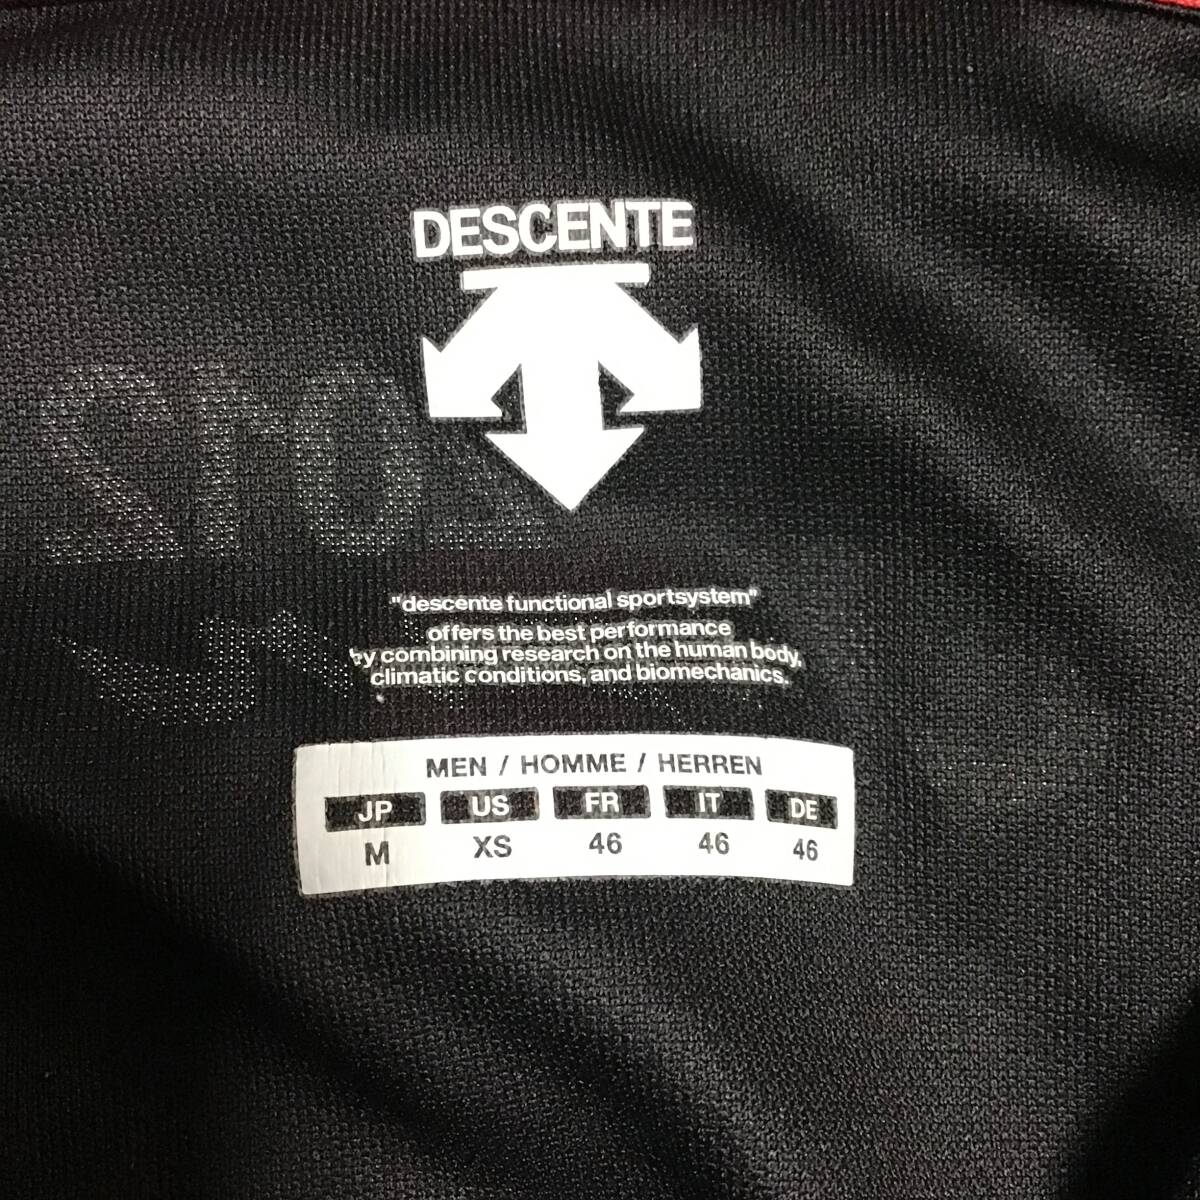 DESCENTE
"descente functional sportsystem"
offers the best performance
by combining research on the human body,
climatic conditions, and biomechanics.
MEN / HOMME / HERREN
JP US FR IT DE
M XS 46 46 46